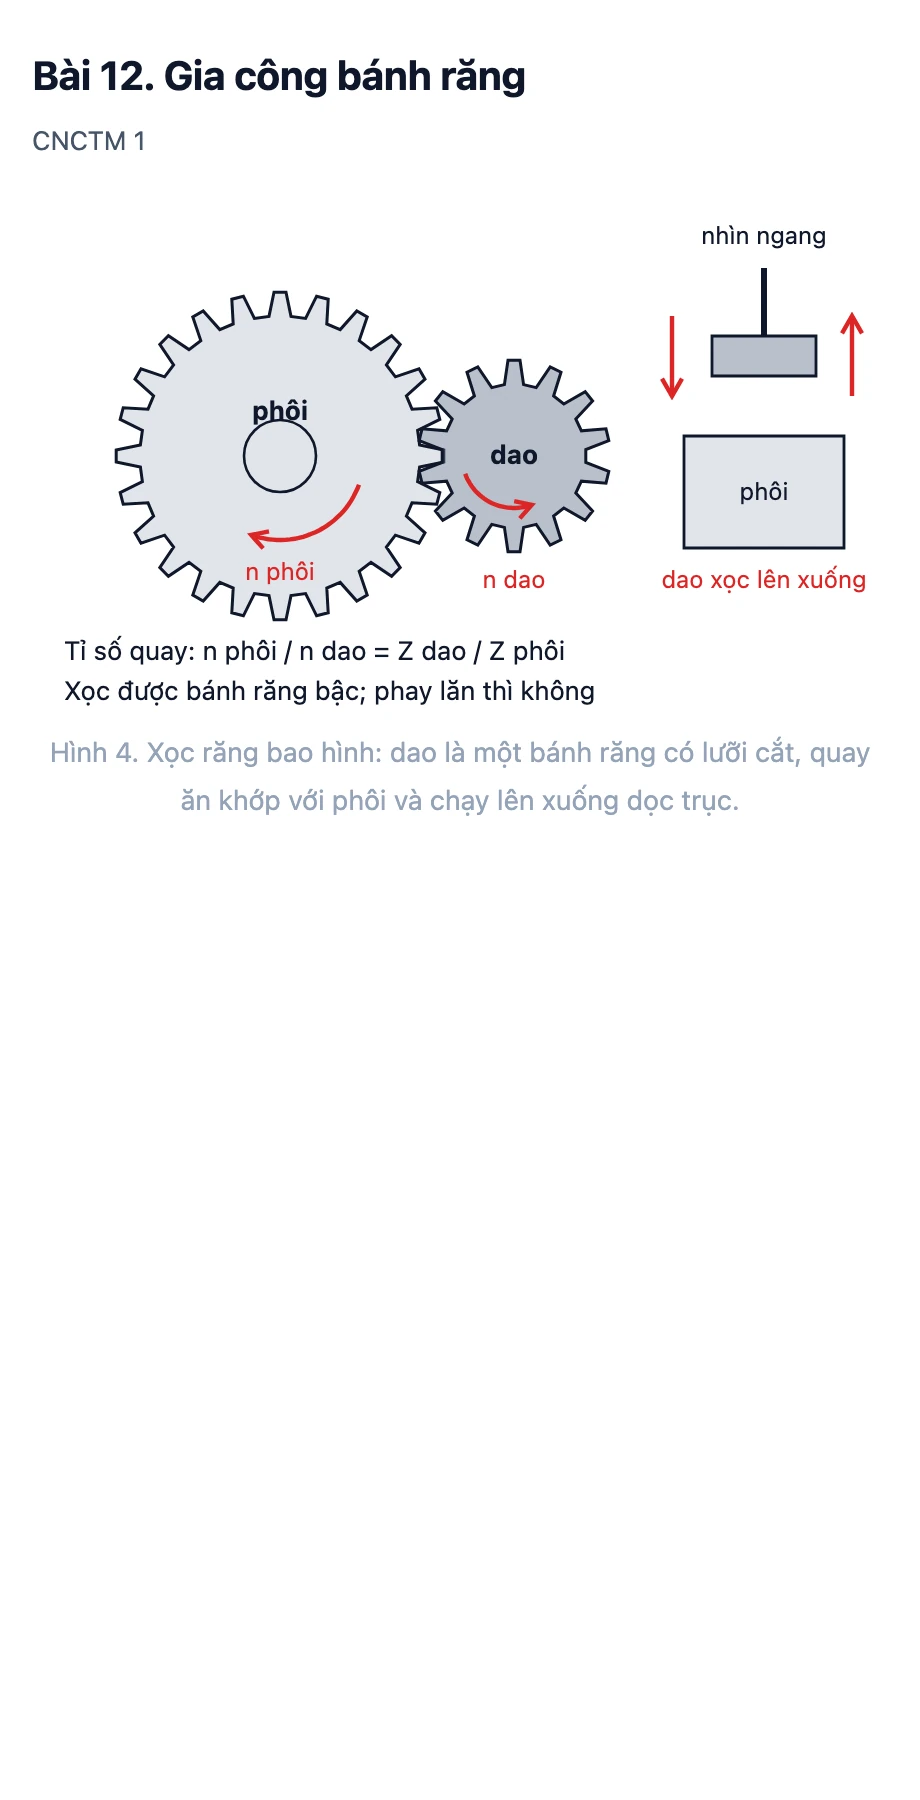 Bài 12. Gia công bánh răng
CNCTM 1
nhìn ngang
phôi
dao
phôi
n phôi
n dao
dao xọc lên xuống
Tỉ số quay: n phôi / n dao = Z dao / Z phôi
Xọc được bánh răng bậc; phay lăn thì không
Hình 4. Xọc răng bao hình: dao là một bánh răng có lưỡi cắt, quay
ăn khớp với phôi và chạy lên xuống dọc trục.